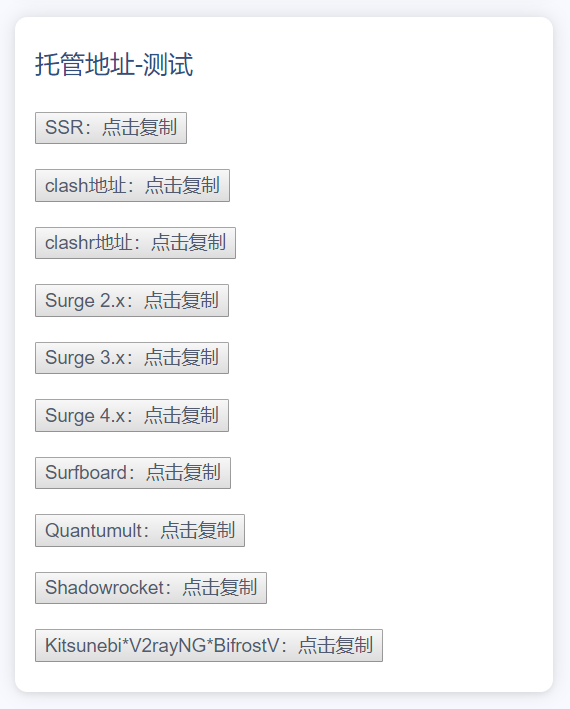 托管地址-测试
SSR：点击复制
clash地址：点击复制
clashr地址：点击复制
Surge 2.x：点击复制
Surge 3.x：点击复制
Surge 4.x：点击复制
Surfboard：点击复制
Quantumult：点击复制
Shadowrocket：点击复制
Kitsunebi*V2rayNG*BifrostV：点击复制